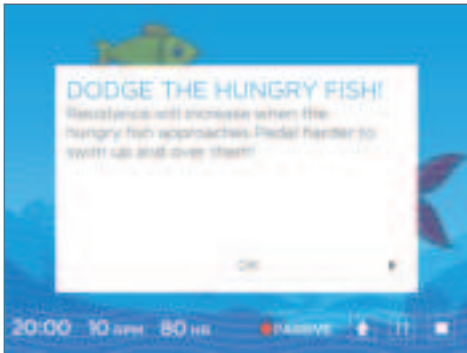 DODGE THE HUNGRY FISH!
Resistance will increase when the
hungry fish approaches. Pedal harder to
swim up and over them!
OK
20:00 10 RPM 80 HR PASSIVE